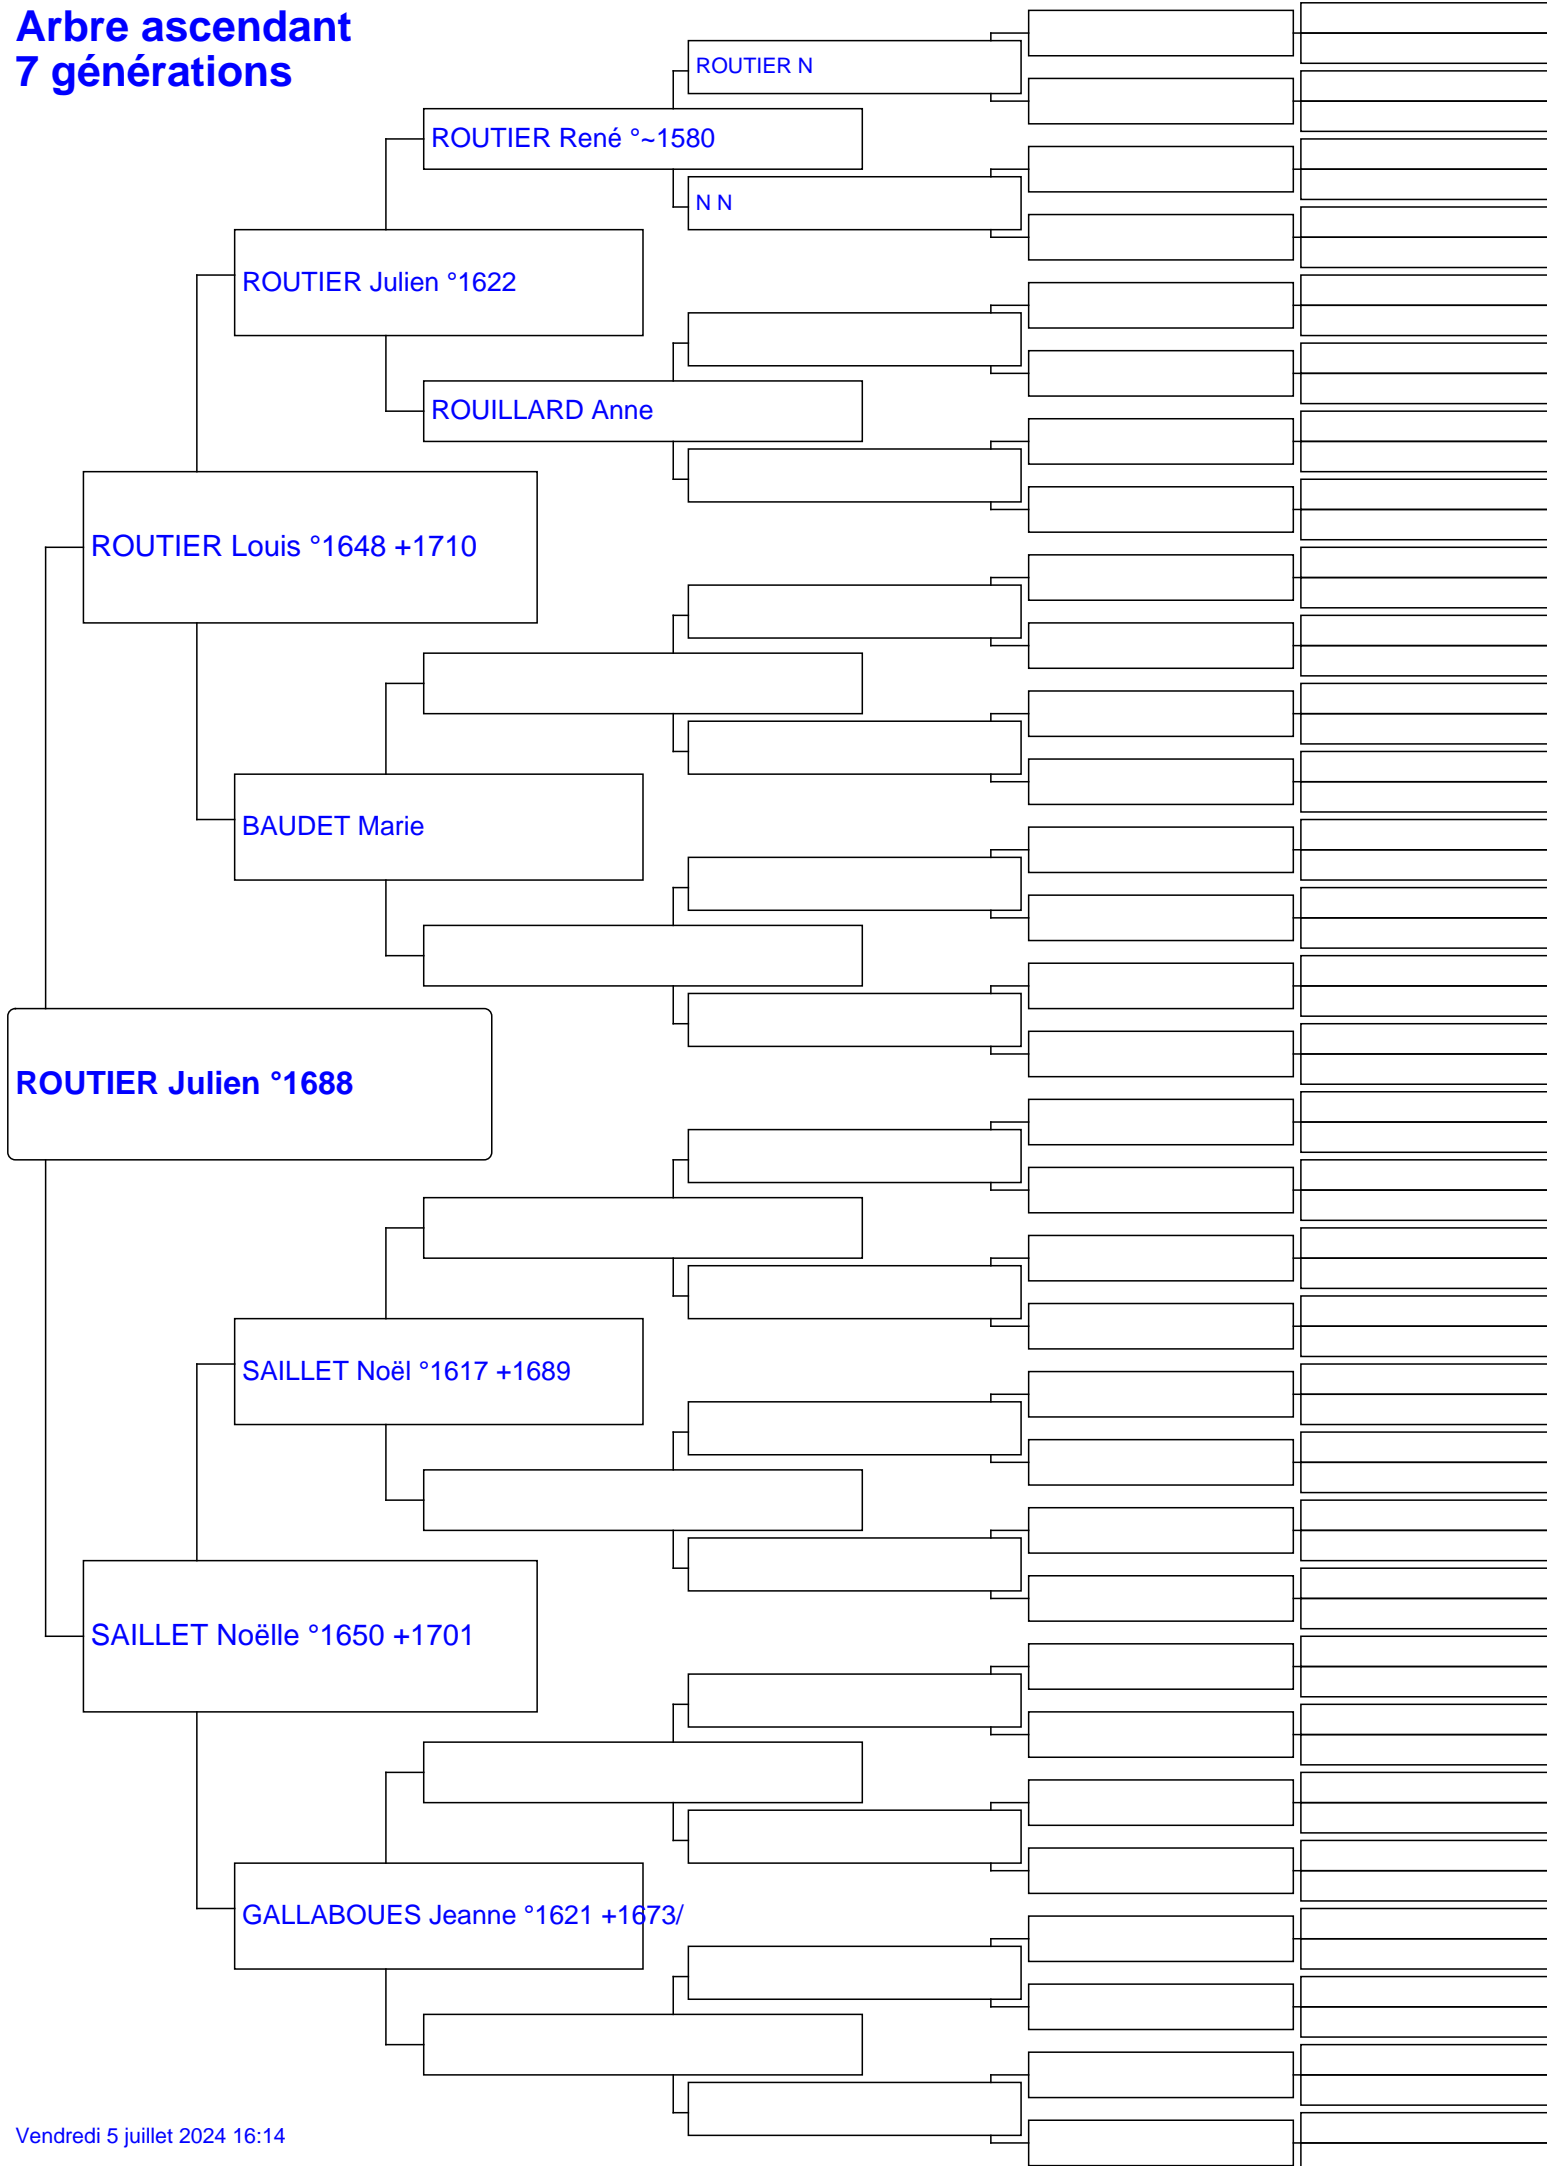 Arbre ascendant
7 générations
ROUTIER N
ROUTIER René °~1580
N N
ROUTIER Julien °1622
ROUILLARD Anne
ROUTIER Louis °1648 +1710
BAUDET Marie
ROUTIER Julien °1688
SAILLET Noël °1617 +1689
SAILLET Noëlle °1650 +1701
GALLABOUES Jeanne °1621 +1673/
Vendredi 5 juillet 2024 16:14